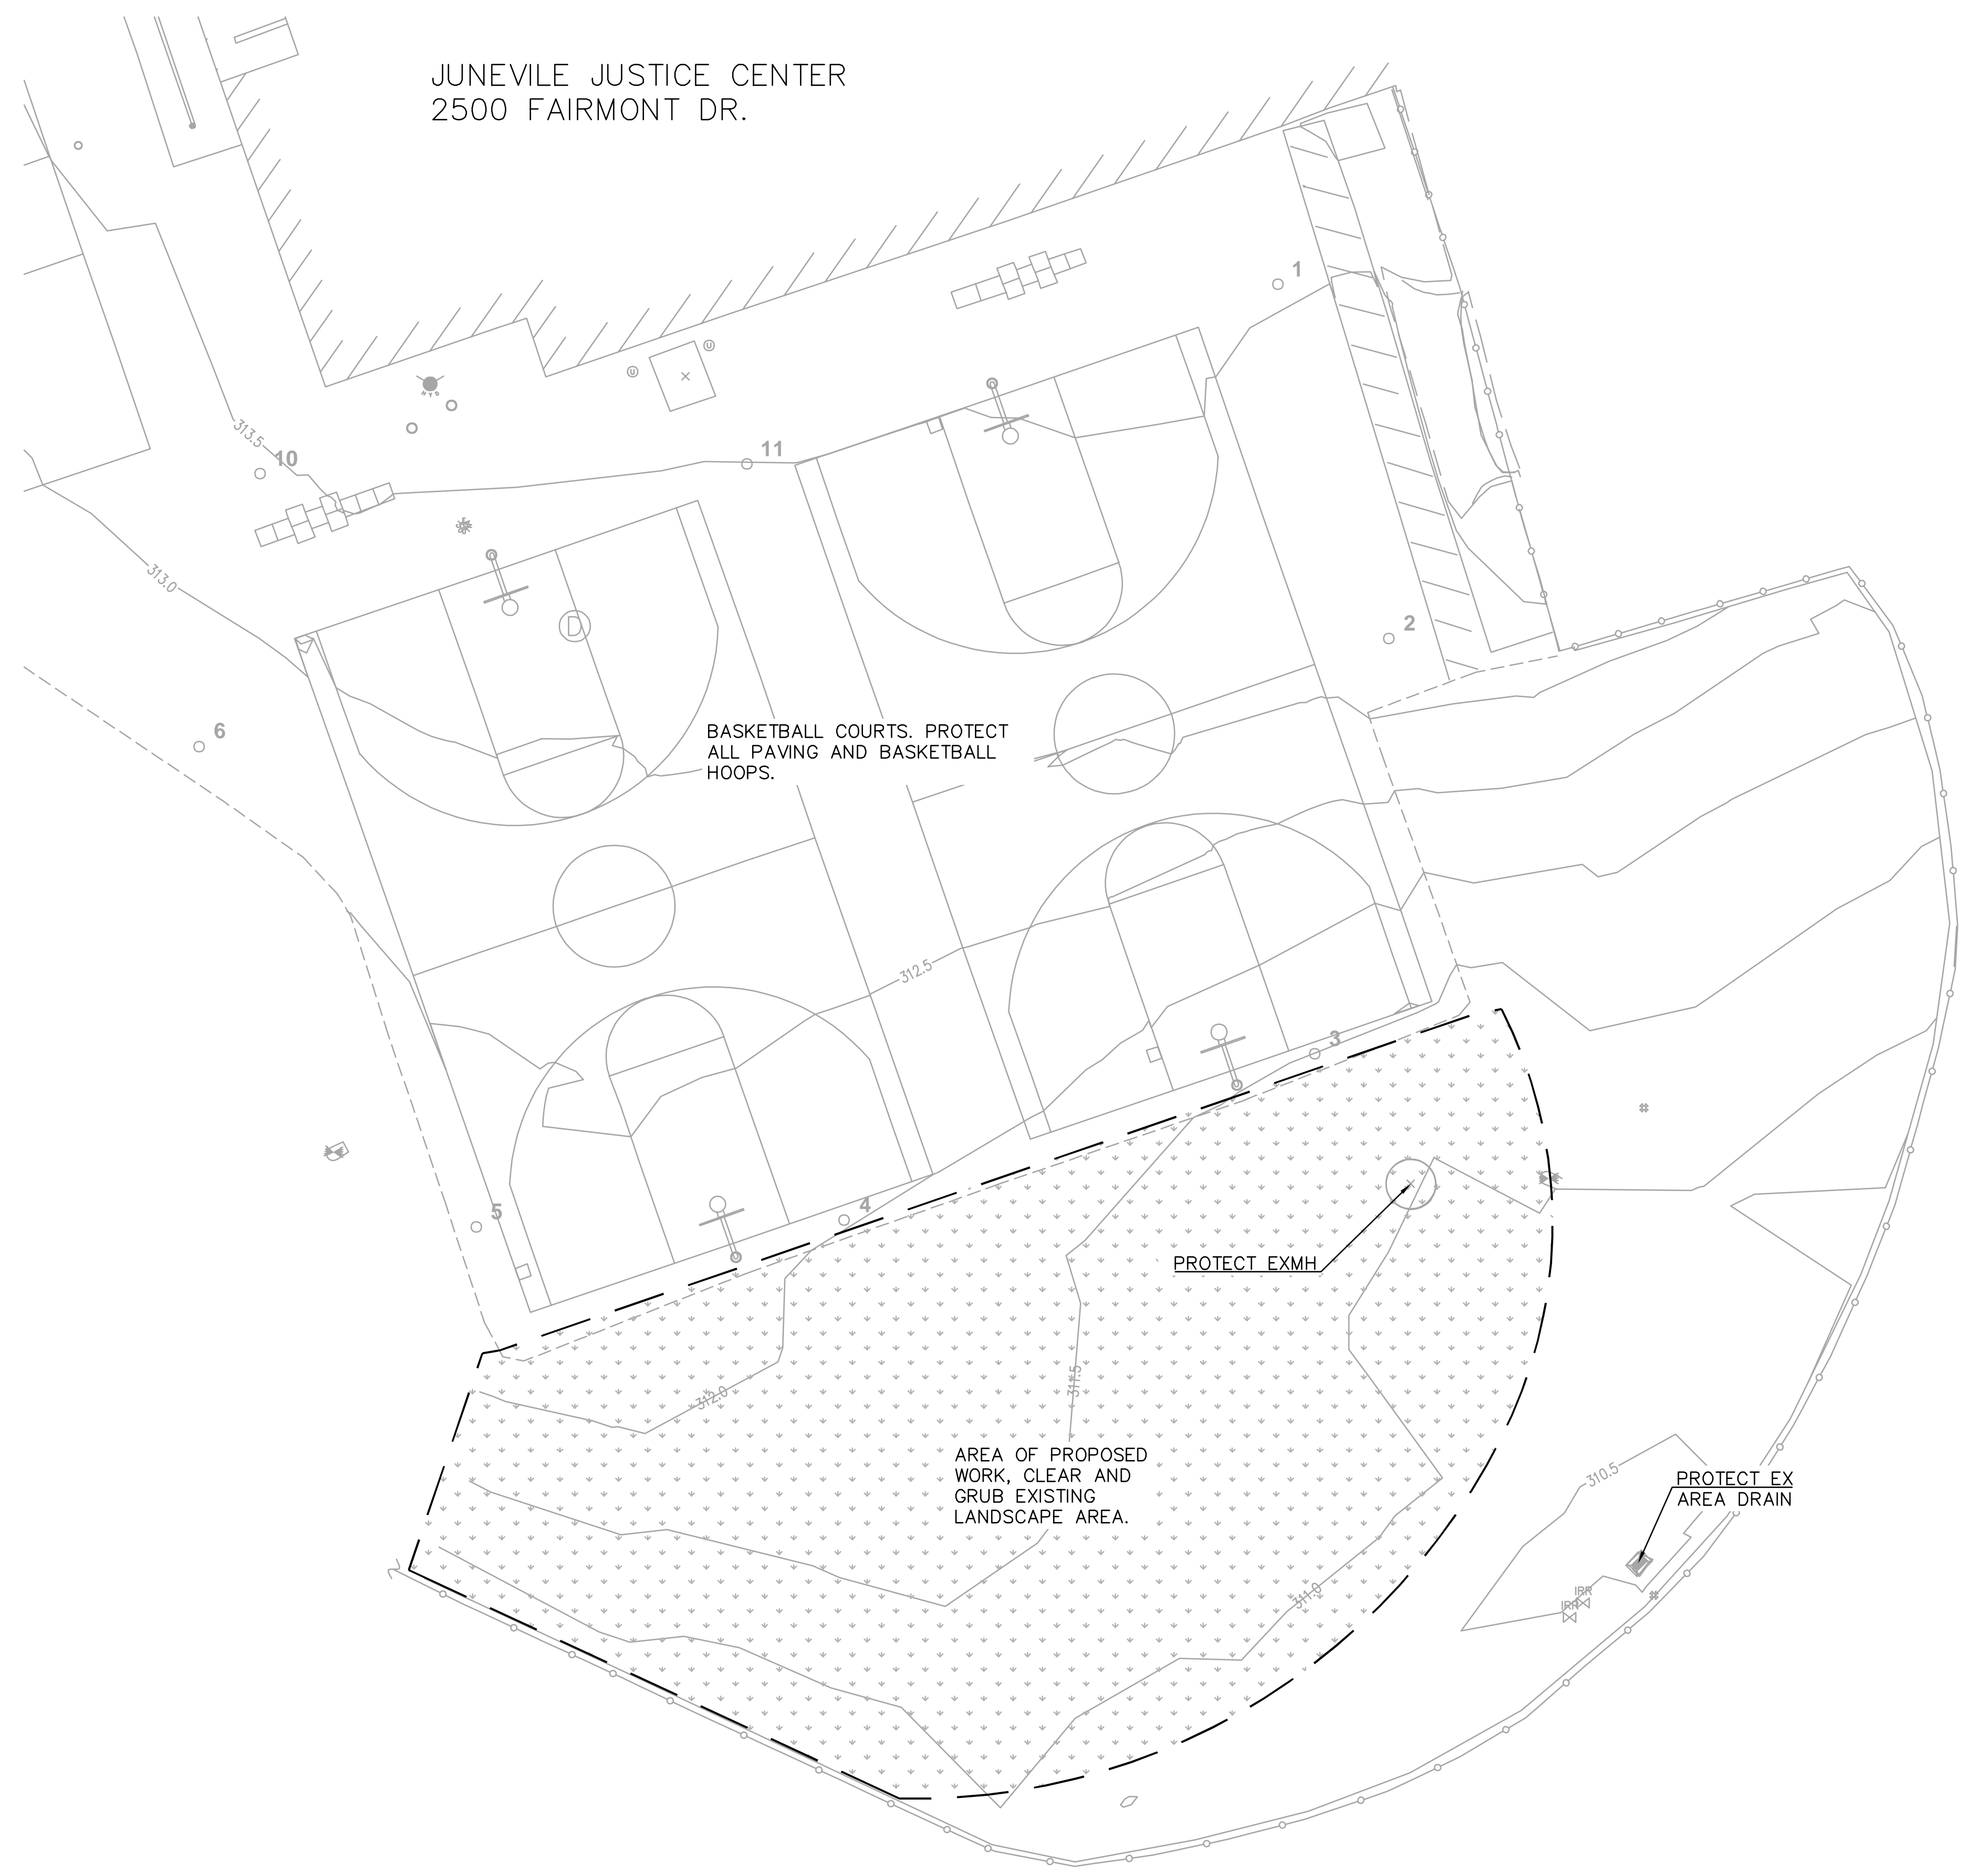 JUNEVILE JUSTICE CENTER
2500 FAIRMONT DR.
1
U
U
HYD
313.5
10
11
313.0
D
2
6
BASKETBALL COURTS. PROTECT
ALL PAVING AND BASKETBALL
HOOPS.
312.5
3
5
4
PROTECT EXMH
312.0
311.5
AREA OF PROPOSED
WORK, CLEAR AND
GRUB EXISTING
LANDSCAPE AREA.
310.5
PROTECT EX
AREA DRAIN
311.0
IRR
IRR